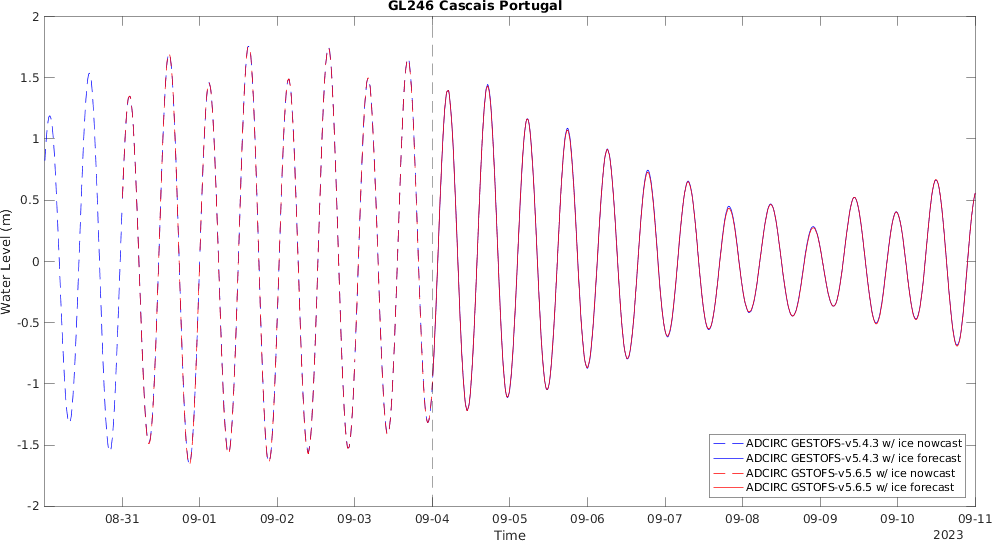 GL246 Cascais Portugal
2
1.5
1
0.5
0
-0.5
-1
-1.5
-2
Water Level (m)
08-31 09-01 09-02 09-03 09-04 09-05 09-06 09-07 09-08 09-09 09-10 09-11
Time
2023
ADCIRC GESTOFS-v5.4.3 w/ ice nowcast
ADCIRC GESTOFS-v5.4.3 w/ ice forecast
ADCIRC GSTOFS-v5.6.5 w/ ice nowcast
ADCIRC GSTOFS-v5.6.5 w/ ice forecast